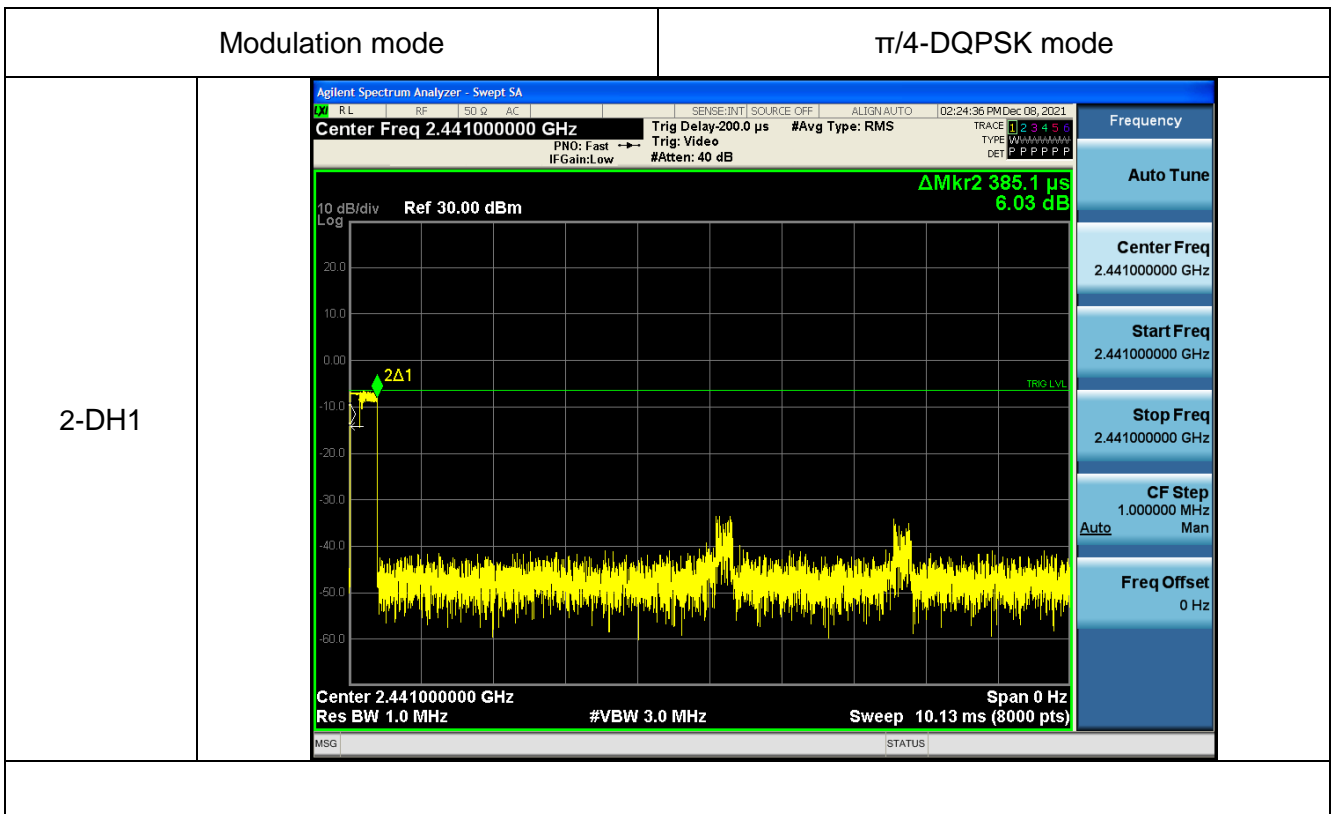 Modulation mode π/4-DQPSK mode
2-DH1
Agilent Spectrum Analyzer - Swept SA
LXI RL RF 50 Ω AC SENSE:INT SOURCE OFF ALIGN AUTO 02:24:36 PM Dec 08, 2021
Center Freq 2.441000000 GHz
PNO: Fast
IFGain:Low
Trig Delay-200.0 µs #Avg Type: RMS
Trig: Video
#Atten: 40 dB
TRACE 1 2 3 4 5 6
TYPE WWWWWW
DET P P P P P P
ΔMkr2 385.1 µs
6.03 dB
10 dB/div Ref 30.00 dBm
Log
20.0
10.0
0.00
-10.0
-20.0
-30.0
-40.0
-50.0
-60.0
2Δ1
TRIG LVL
Center 2.441000000 GHz Span 0 Hz
Res BW 1.0 MHz #VBW 3.0 MHz Sweep 10.13 ms (8000 pts)
MSG STATUS
Frequency
Auto Tune
Center Freq
2.441000000 GHz
Start Freq
2.441000000 GHz
Stop Freq
2.441000000 GHz
CF Step
1.000000 MHz
Auto Man
Freq Offset
0 Hz